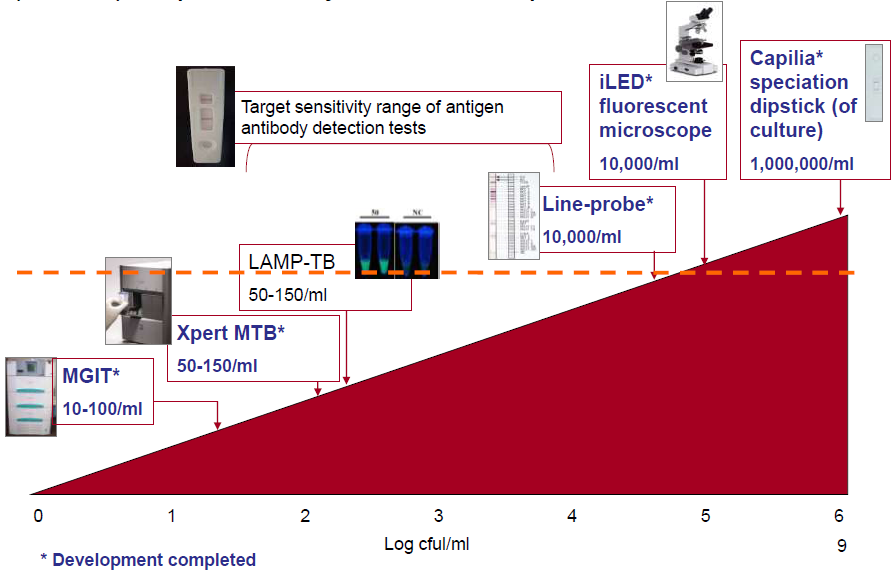 Target sensitivity range of antigen
antibody detection tests
iLED*
fluorescent
microscope
10,000/ml
Capilia*
speciation
dipstick (of
culture)
1,000,000/ml
Line-probe*
10,000/ml
50
NC
LAMP-TB
50-150/ml
Xpert MTB*
50-150/ml
MGIT*
10-100/ml
0 1 2 3 4 5 6
Log cful/ml
9
* Development completed